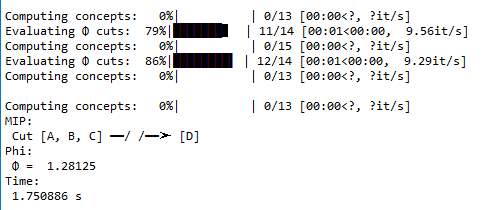 Computing concepts:   0%|          | 0/13 [00:00<?, ?it/s]
Evaluating Φ cuts:  79%|███████▊  | 11/14 [00:01<00:00,  9.56it/s]
Computing concepts:   0%|          | 0/15 [00:00<?, ?it/s]
Evaluating Φ cuts:  86%|████████▌ | 12/14 [00:01<00:00,  9.29it/s]
Computing concepts:   0%|          | 0/13 [00:00<?, ?it/s]
Computing concepts:   0%|          | 0/13 [00:00<?, ?it/s]
MIP:
Cut [A, B, C] ━━/ /━━➤ [D]
Phi:
Φ =  1.28125
Time:
1.750886 s